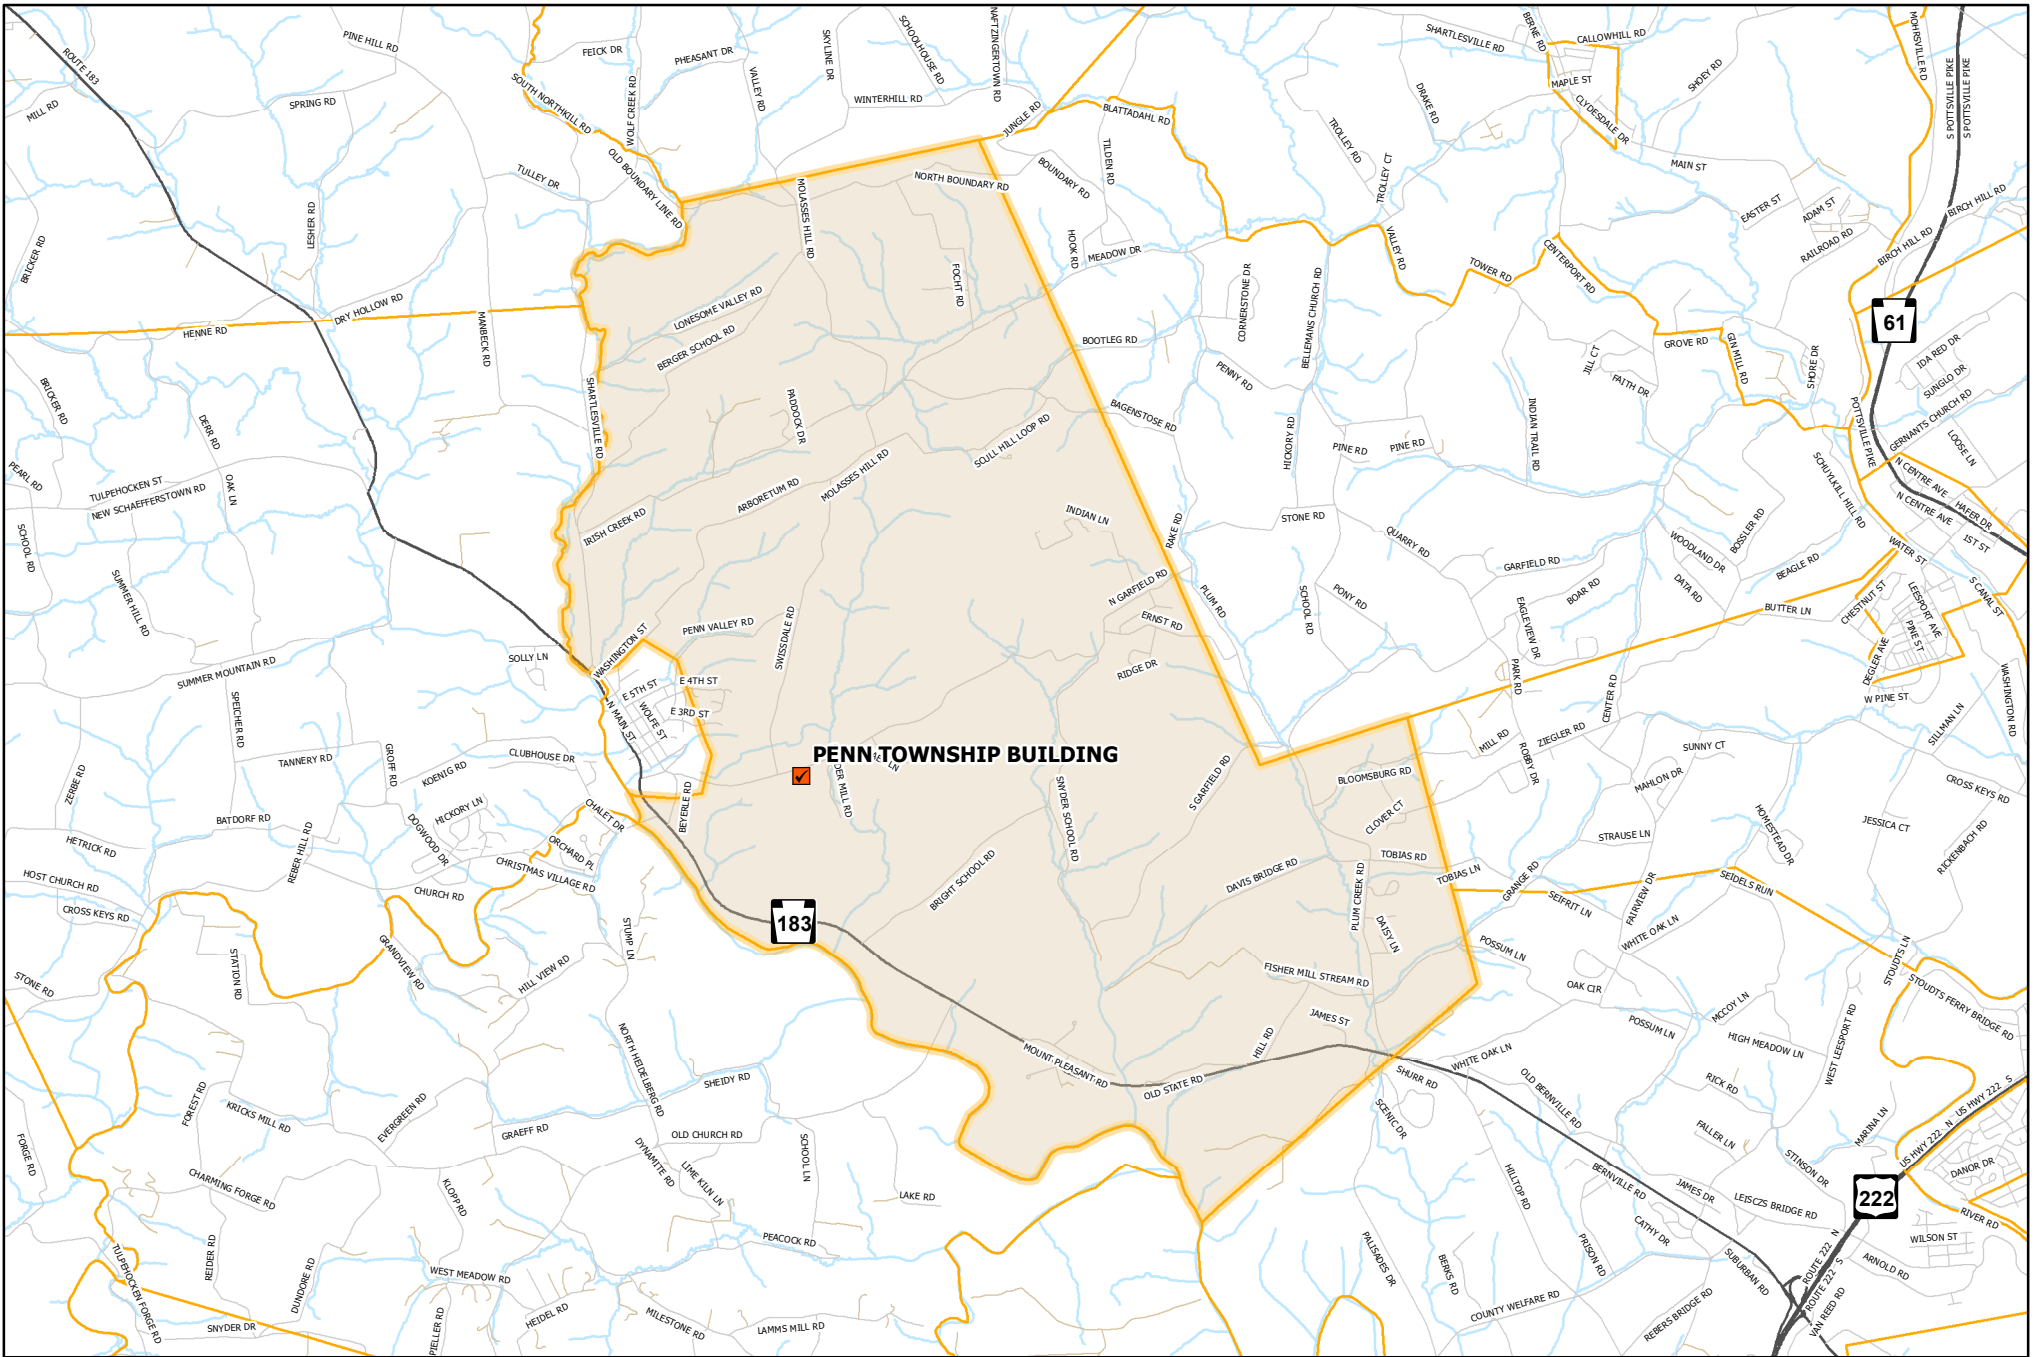 ROUTE 183
PINE HILL RD
FEICK DR
PHEASANT DR
SKYLINE DR
SCHOOLHOUSE RD
NAFTZINGERTOWN RD
SHARTLESVILLE RD
BERNE RD
CALLOWHILL RD
MOHRSVILLE RD
S POTTSVILLE PIKE
S POTTSVILLE PIKE
MILL RD
SPRING RD
SOUTH NORTHKILL RD
WOLF CREEK RD
VALLEY RD
WINTERHILL RD
JUNGLE RD
BLATTADAHL RD
DRAKE RD
MAPLE ST
CLYDESDALE DR
SHOEY RD
TROLLEY RD
TILDEN RD
MAIN ST
OLD BOUNDARY LINE RD
TULLEY DR
MOLASSES HILL RD
NORTH BOUNDARY RD
BOUNDARY RD
TROLLEY CT
EASTER ST
ADAM ST
BIRCH HILL RD
BRICKER RD
LESHER RD
HOOK RD
MEADOW DR
VALLEY RD
TOWER RD
CENTERPORT RD
RAILROAD RD
BIRCH HILL RD
FOCHT RD
CORNERSTONE DR
BELLEMANS CHURCH RD
HENNE RD
DRY HOLLOW RD
MANBECK RD
LONESOME VALLEY RD
BERGER SCHOOL RD
BOOTLEG RD
GROVE RD
GIN MILL RD
61
IDA RED DR
SUNGLO DR
JILL CT
FAITH DR
SHORE DR
PENNY RD
BRICKER RD
DERR RD
SHARTLESVILLE RD
PADDOCK DR
BAGENSTOSE RD
SCULL HILL LOOP RD
HICKORY RD
PINE RD
PINE RD
INDIAN TRAIL RD
POTTSVILLE PIKE
GERNANTS CHURCH RD
LOOSE LN
PEARL RD
TULPEHOCKEN ST
NEW SCHAEFFERSTOWN RD
OAK LN
ARBORETUM RD
MOLASSES HILL RD
SCHUYLKILL HILL RD
N CENTRE AVE
N CENTRE AVE
HAFER DR
1ST ST
SCHOOL RD
IRISH CREEK RD
INDIAN LN
RAKE RD
STONE RD
QUARRY RD
WOODLAND DR
BOSSLER RD
WATER ST
SUMMER HILL RD
N GARFIELD RD
ERNST RD
PLUM RD
SCHOOL RD
PONY RD
GARFIELD RD
BOAR RD
DATA RD
BEAGLE RD
S CANAL ST
EAGLEVIEW DR
BUTTER LN
CHESTNUT ST
LEESPORT AVE
PINE ST
WASHINGTON ST
PENN VALLEY RD
SWISSDALE RD
SOLLY LN
SUMMER MOUNTAIN RD
RIDGE DR
PARK RD
CENTER RD
DEGLER AVE
W PINE ST
WASHINGTON RD
SPEICHER RD
E 5TH ST
E 4TH ST
WOLFE ST
E 3RD ST
N MAIN ST
TANNERY RD
GROFF RD
KOENIG RD
CLUBHOUSE DR
PENN TOWNSHIP BUILDING
MILL RD
ROBBY DR
ZIEGLER RD
SUNNY CT
SILLMAN LN
ZERBE RD
HICKORY LN
BEYERLE RD
SNYDER SCHOOL RD
S GARFIELD RD
BLOOMSBURG RD
MAHLON DR
CROSS KEYS RD
BATDORF RD
DOGWOOD DR
CHALET DR
CLOVER CT
STRAUSE LN
HOMESTEAD DR
JESSICA CT
HETRICK RD
REBER HILL RD
ORCHARD PL
CHRISTMAS VILLAGE RD
BRIGHT SCHOOL RD
DAVIS BRIDGE RD
TOBIAS RD
TOBIAS LN
GRANGE RD
SEIDELS RUN
RICKENBACH RD
HOST CHURCH RD
CROSS KEYS RD
CHURCH RD
183
PLUM CREEK RD
DAISY LN
SEIFRIT LN
FAIRVIEW DR
WHITE OAK LN
STUMP LN
STATION RD
GRANDVIEW RD
HILL VIEW RD
POSSUM LN
STOUDTS LN
STONE RD
FISHER MILL STREAM RD
OAK CIR
STOUDTS FERRY BRIDGE RD
JAMES ST
HILL RD
POSSUM LN
MCCOY LN
HIGH MEADOW LN
WEST LEESPORT RD
NORTH HEIDELBERG RD
MOUNT PLEASANT RD
OLD STATE RD
SHURR RD
WHITE OAK LN
OLD BERNVILLE RD
RICK RD
SHEIDY RD
FOREST RD
KRICKS MILL RD
EVERGREEN RD
GRAEFF RD
OLD CHURCH RD
SCENIC DR
FALLER LN
MARINA LN
US HWY 222 N
US HWY 222 S
FORGE RD
DYNAMITE RD
LIME KILN LN
SCHOOL LN
LAKE RD
HILLTOP RD
BERNVILLE RD
STINSON DR
DANOR DR
CHARMING FORGE RD
KLOPP RD
JAMES DR
LEISCZS BRIDGE RD
222
RIVER RD
WILSON ST
PEACOCK RD
PALISADES DR
BERKS RD
PRISON RD
CATHY DR
SUBURBAN RD
ROUTE 222 N
ROUTE 222 S
ARNOLD RD
VAN REED RD
TULPEHOCKEN FORGE RD
REIDER RD
DUNDORE RD
WEST MEADOW RD
HEIDEL RD
PIELLER RD
MILESTONE RD
LAMMS MILL RD
SNYDER DR
COUNTY WELFARE RD
REBERS BRIDGE RD